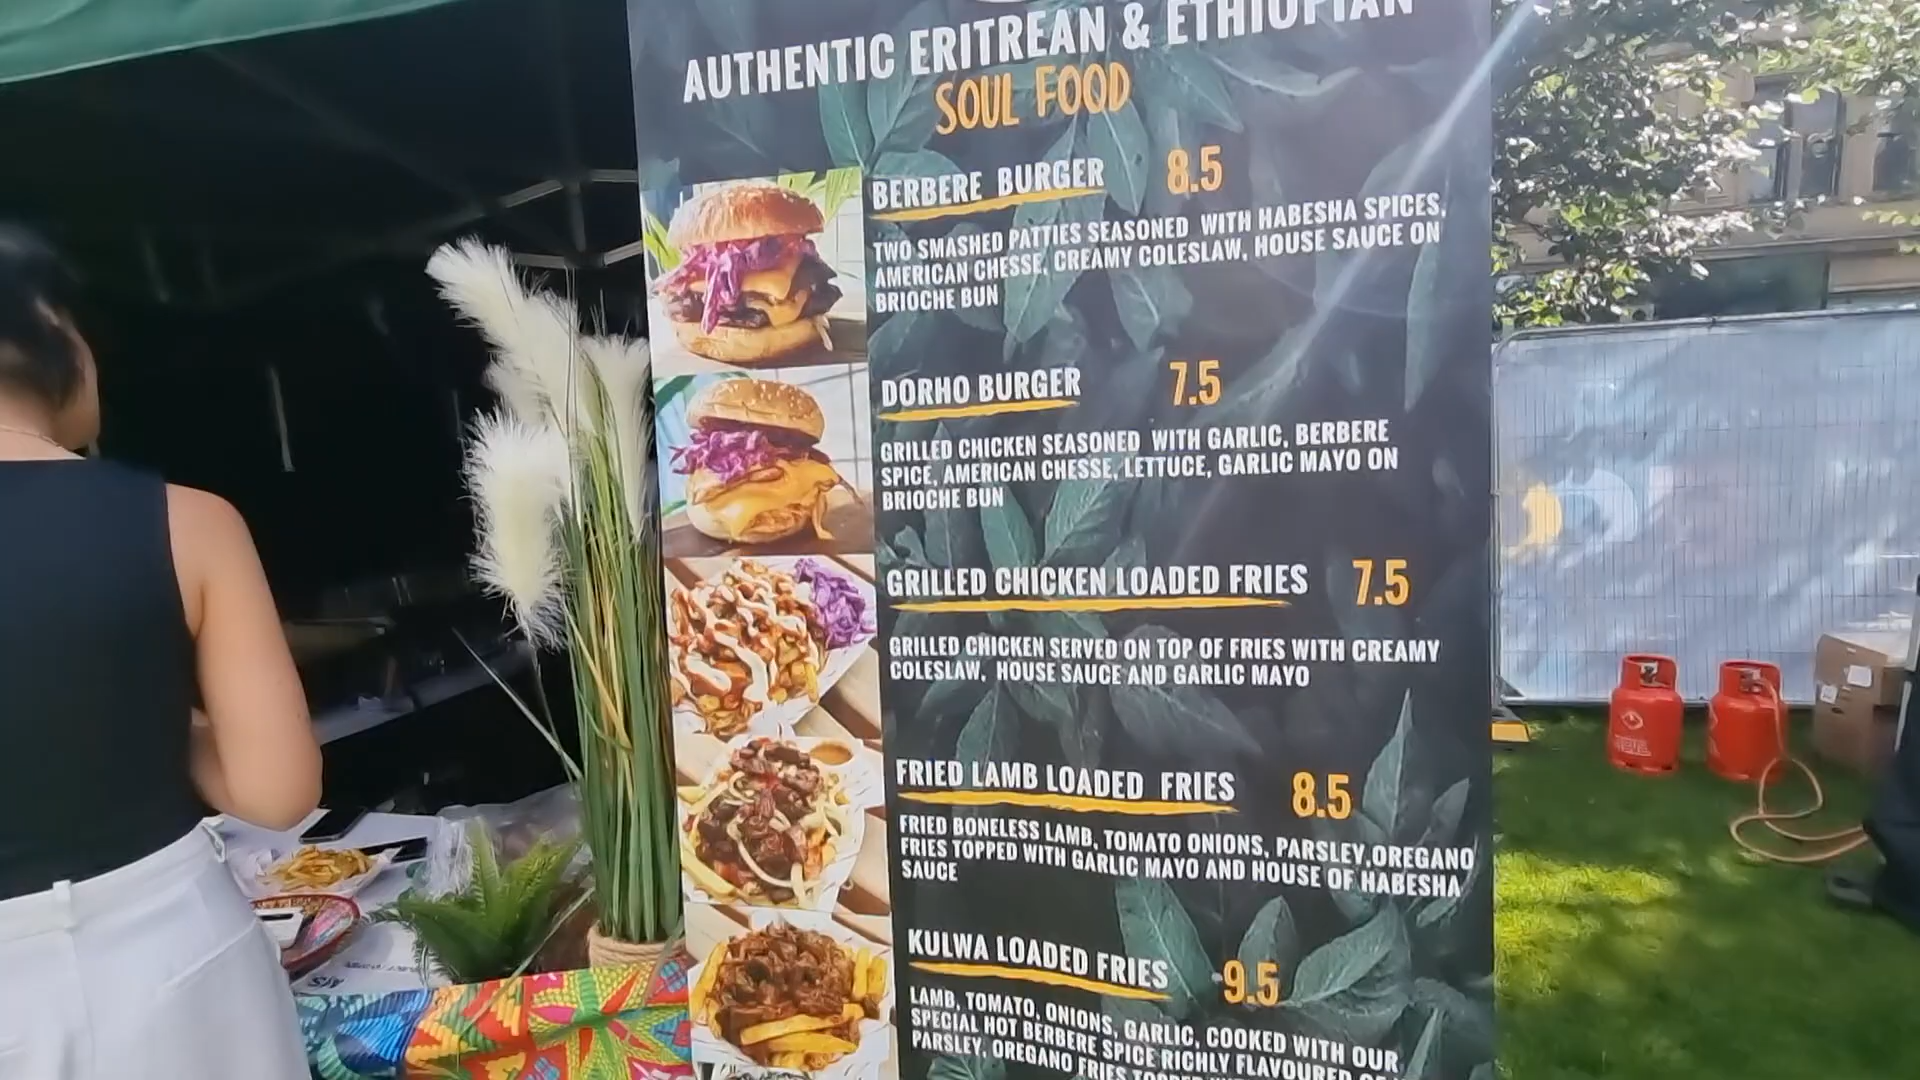 AUTHENTIC ERITREAN & ETHIOPIAN
SOUL FOOD
BERBERE BURGER 8.5
TWO SMASHED PATTIES SEASONED WITH HABESHA SPICES,
AMERICAN CHESSE, CREAMY COLESLAW, HOUSE SAUCE ON
BRIOCHE BUN
DORHO BURGER 7.5
GRILLED CHICKEN SEASONED WITH GARLIC, BERBERE
SPICE, AMERICAN CHESSE, LETTUCE, GARLIC MAYO ON
BRIOCHE BUN
GRILLED CHICKEN LOADED FRIES 7.5
GRILLED CHICKEN SERVED ON TOP OF FRIES WITH CREAMY
COLESLAW, HOUSE SAUCE AND GARLIC MAYO
FRIED LAMB LOADED FRIES 8.5
FRIED BONELESS LAMB, TOMATO ONIONS, PARSLEY,OREGANO
FRIES TOPPED WITH GARLIC MAYO AND HOUSE OF HABESHA
SAUCE
KULWA LOADED FRIES 9.5
LAMB, TOMATO, ONIONS, GARLIC, COOKED WITH OUR
SPECIAL HOT BERBERE SPICE RICHLY FLAVOURED
PARSLEY, OREGANO FRIES